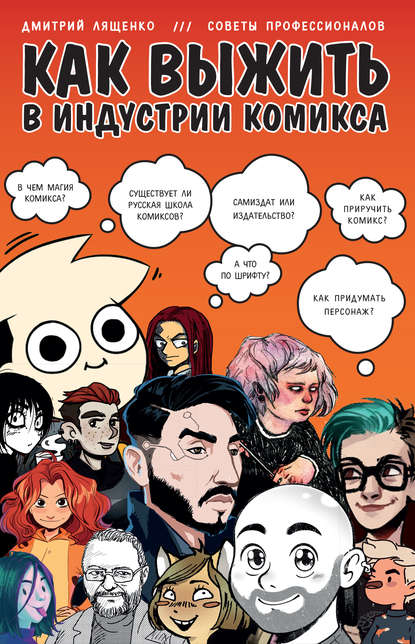 ДМИТРИЙ ЛЯЩЕНКО /// СОВЕТЫ ПРОФЕССИОНАЛОВ
КАК ВЫЖИТЬ
В ИНДУСТРИИ КОМИКСА
В ЧЕМ МАГИЯ
КОМИКСА?
СУЩЕСТВУЕТ ЛИ
РУССКАЯ ШКОЛА
КОМИКСОВ?
САМИЗДАТ ИЛИ
ИЗДАТЕЛЬСТВО?
КАК
ПРИРУЧИТЬ
КОМИКС?
А ЧТО
ПО ШРИФТУ?
КАК ПРИДУМАТЬ
ПЕРСОНАЖ?